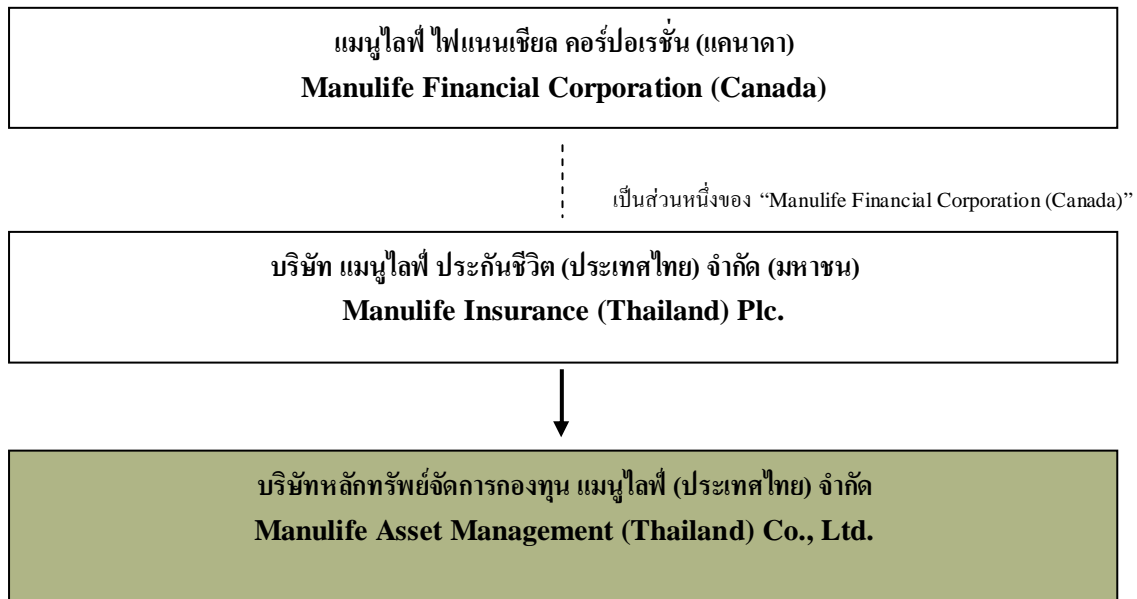 แมนูไลฟ์ ไฟแนนเชียล คอร์ปอเรชั่น (แคนาดา)
Manulife Financial Corporation (Canada)
เป็นส่วนหนึ่งของ “Manulife Financial Corporation (Canada)”
บริษัท แมนูไลฟ์ ประกันชีวิต (ประเทศไทย) จำกัด (มหาชน)
Manulife Insurance (Thailand) Plc.
บริษัทหลักทรัพย์จัดการกองทุน แมนูไลฟ์ (ประเทศไทย) จำกัด
Manulife Asset Management (Thailand) Co., Ltd.